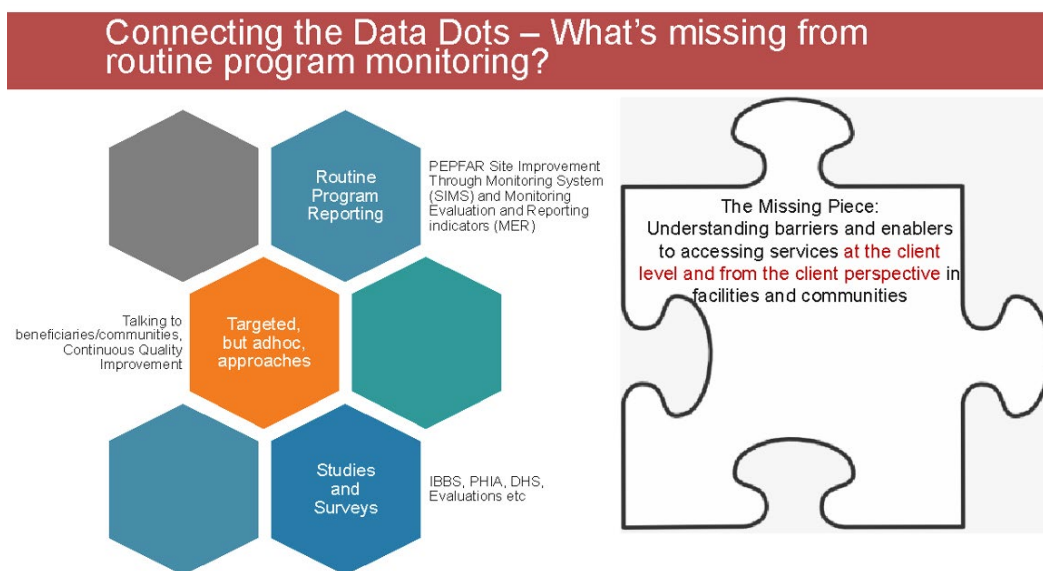 Connecting the Data Dots – What's missing from
routine program monitoring?
Routine
Program
Reporting
PEPFAR Site Improvement
Through Monitoring System
(SIMS) and Monitoring
Evaluation and Reporting
indicators (MER)
Talking to
beneficiaries/communities,
Continuous Quality
Improvement
Targeted,
but adhoc,
approaches
Studies
and
Surveys
IBBS, PHIA, DHS,
Evaluations etc
The Missing Piece:
Understanding barriers and enablers
to accessing services at the client
level and from the client perspective in
facilities and communities